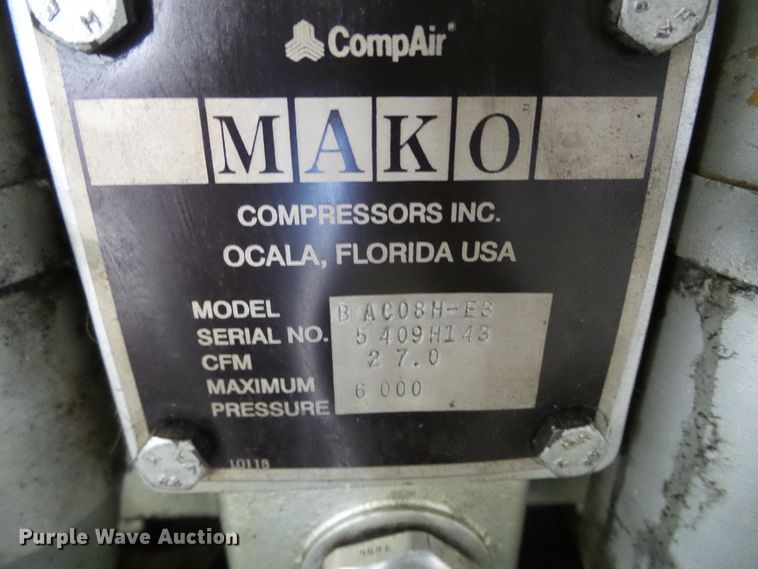 CompAir®
MAKO
COMPRESSORS INC.
OCALA, FLORIDA USA
MODEL BAC08H-E3
SERIAL NO. 5409H143
CFM 27.0
MAXIMUM PRESSURE 6000
10118
Purple Wave Auction